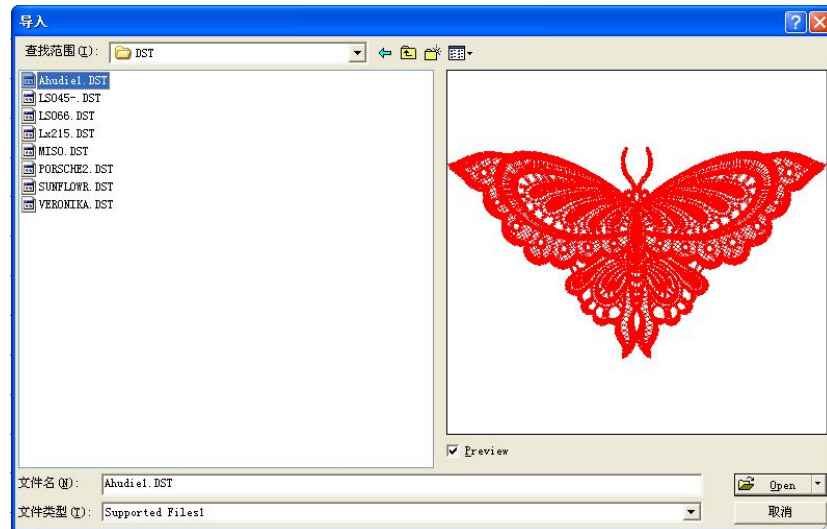 导入
查找范围(I): DST
Ahudie1.DST
LS045-.DST
LS066.DST
Lx215.DST
MISO.DST
PORSCHE2.DST
SUNFLOWR.DST
VERONIKA.DST
Preview
文件名(N): Ahudie1.DST
Open
文件类型(T): Supported Files1
取消